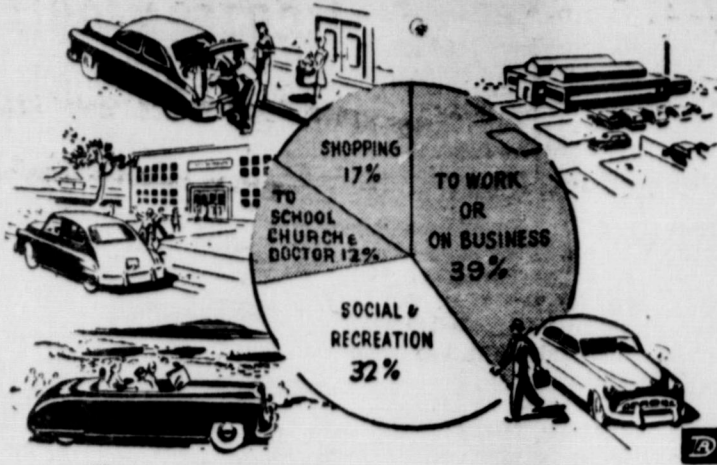 SHOPPING
17%
TO WORK
OR
ON BUSINESS
39%
TO
SCHOOL
CHURCH &
DOCTOR 12%
SOCIAL &
RECREATION
32%